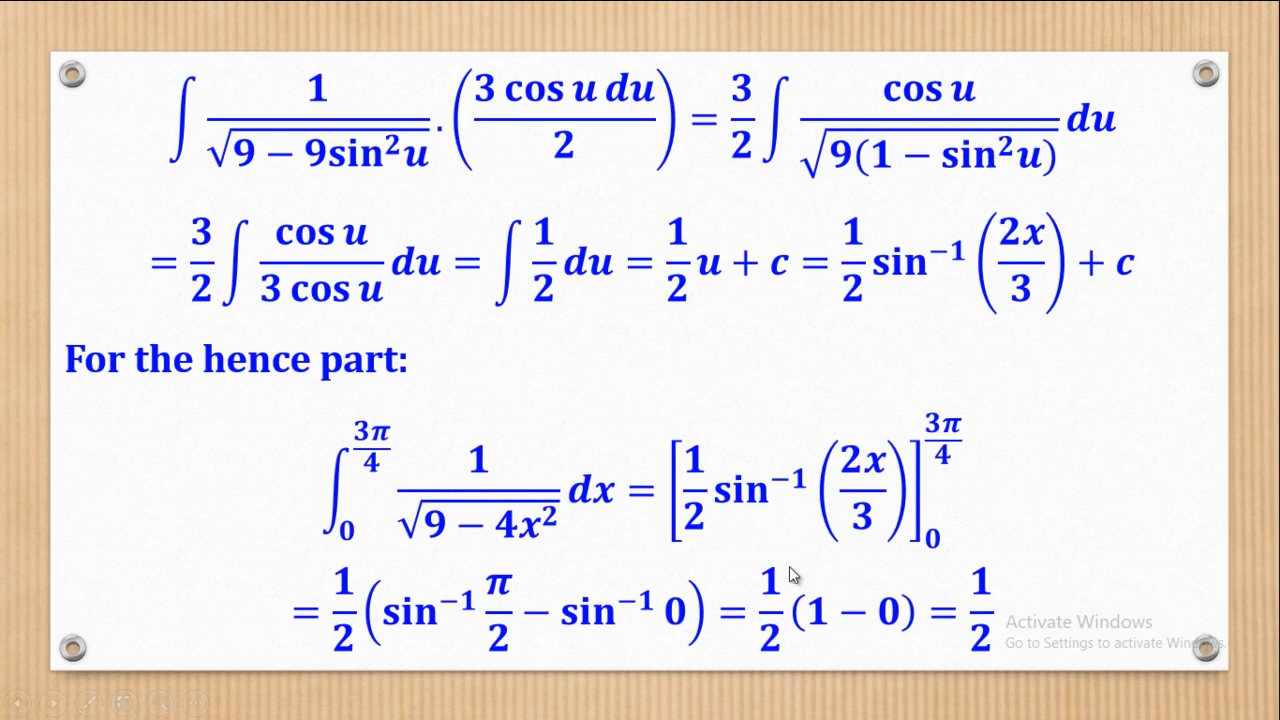 ∫ 1/√(9 − 9sin²u) . (3 cos u du / 2) = 3/2 ∫ cos u / √(9(1 − sin²u)) du
= 3/2 ∫ cos u / (3 cos u) du = ∫ 1/2 du = 1/2 u + c = 1/2 sin⁻¹(2x/3) + c
For the hence part:
∫₀^(3π/4) 1/√(9 − 4x²) dx = [1/2 sin⁻¹(2x/3)]₀^(3π/4)
= 1/2 (sin⁻¹ π/2 − sin⁻¹ 0) = 1/2 (1 − 0) = 1/2
Activate Windows
Go to Settings to activate Windows.